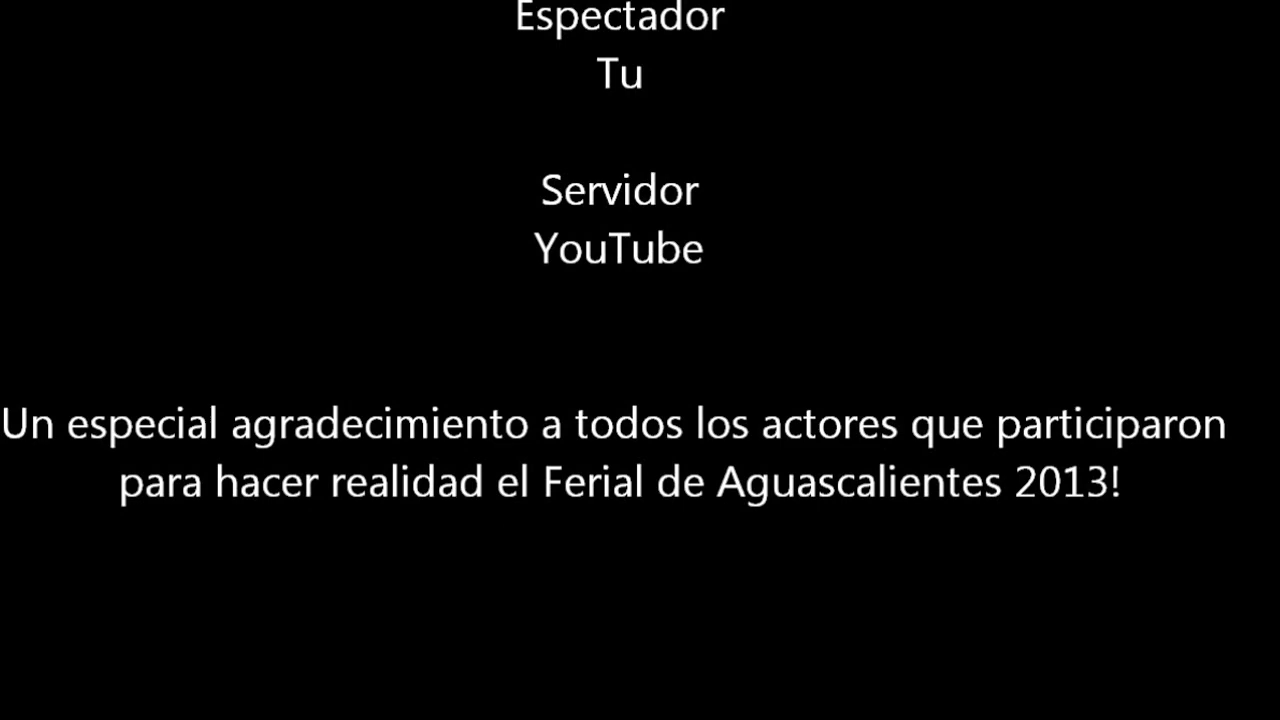 Espectador
Tu
Servidor
YouTube
Un especial agradecimiento a todos los actores que participaron
para hacer realidad el Ferial de Aguascalientes 2013!